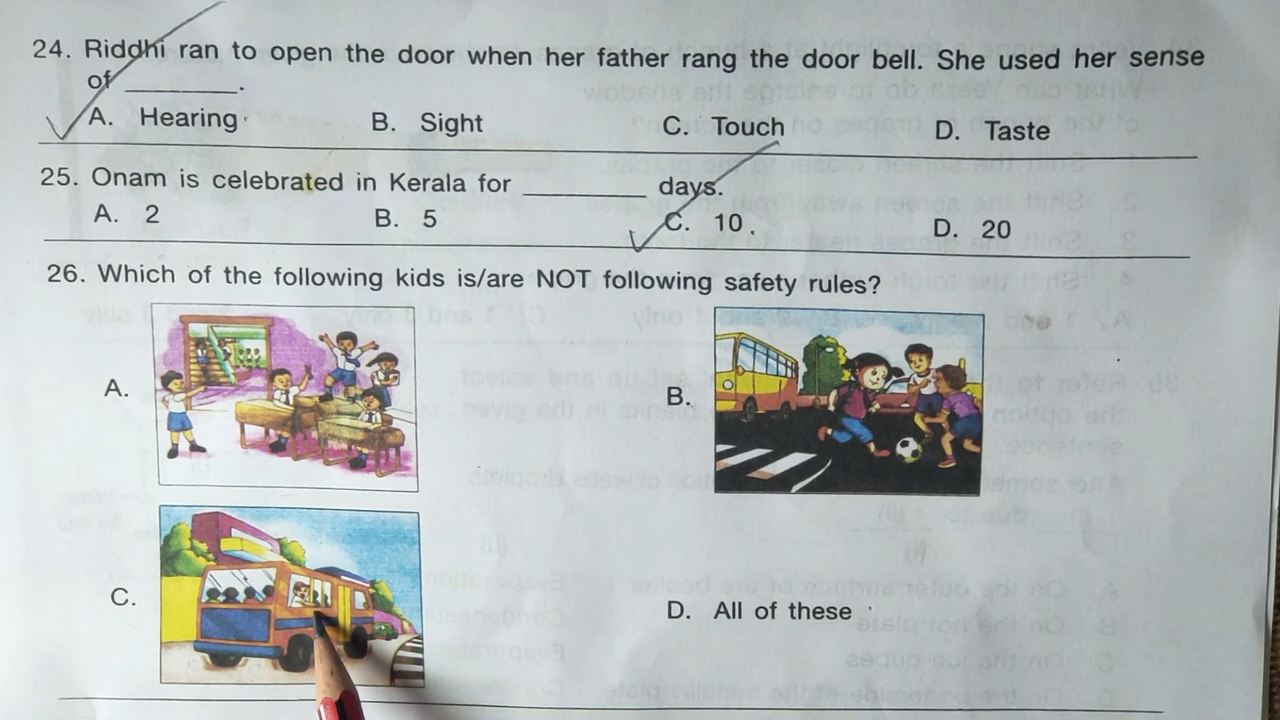 24. Riddhi ran to open the door when her father rang the door bell. She used her sense
of ________.
A. Hearing B. Sight C. Touch D. Taste
25. Onam is celebrated in Kerala for ________ days.
A. 2 B. 5 C. 10 D. 20
26. Which of the following kids is/are NOT following safety rules?
A. B.
C. D. All of these